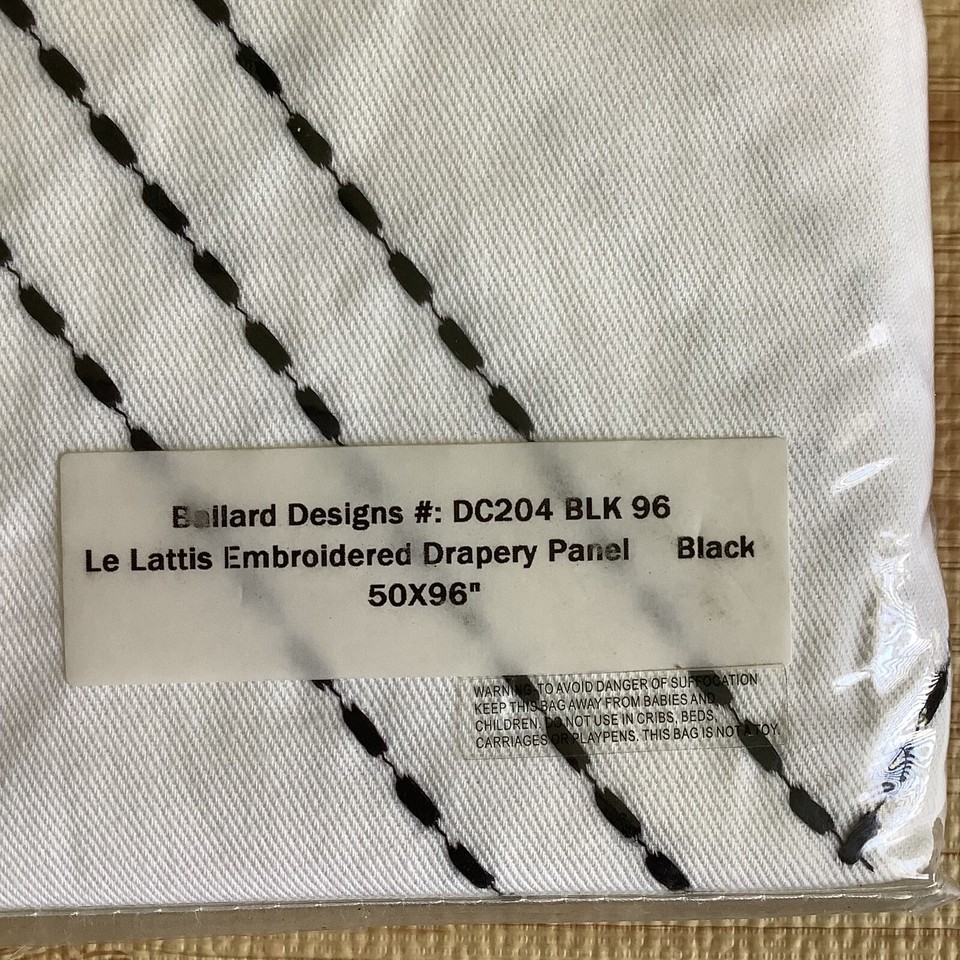 Ballard Designs #: DC204 BLK 96
Le Lattis Embroidered Drapery Panel Black
50X96"
WARNING: TO AVOID DANGER OF SUFFOCATION
KEEP THIS BAG AWAY FROM BABIES AND
CHILDREN. DO NOT USE IN CRIBS, BEDS,
CARRIAGES OR PLAYPENS. THIS BAG IS NOT A TOY.